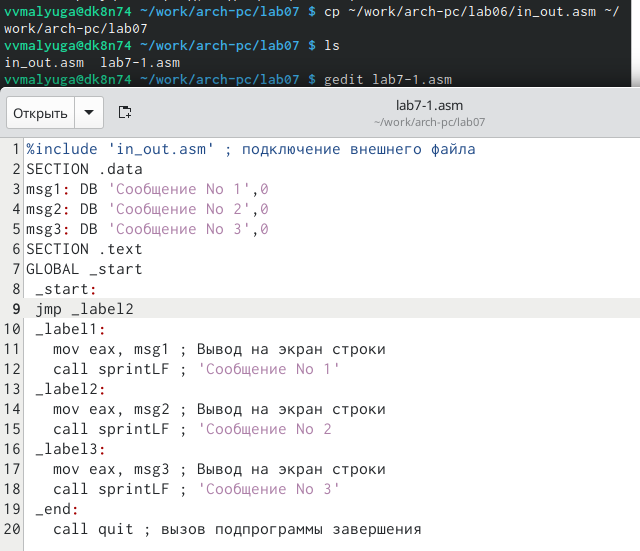 vvmalyuga@dk8n74 ~/work/arch-pc/lab07 $ cp ~/work/arch-pc/lab06/in_out.asm ~/
work/arch-pc/lab07
vvmalyuga@dk8n74 ~/work/arch-pc/lab07 $ ls
in_out.asm  lab7-1.asm
vvmalyuga@dk8n74 ~/work/arch-pc/lab07 $ gedit lab7-1.asm
Открыть
lab7-1.asm
~/work/arch-pc/lab07
1 %include 'in_out.asm' ; подключение внешнего файла
2 SECTION .data
3 msg1: DB 'Сообщение No 1',0
4 msg2: DB 'Сообщение No 2',0
5 msg3: DB 'Сообщение No 3',0
6 SECTION .text
7 GLOBAL _start
8  _start:
9  jmp _label2
10  _label1:
11    mov eax, msg1 ; Вывод на экран строки
12    call sprintLF ; 'Сообщение No 1'
13  _label2:
14    mov eax, msg2 ; Вывод на экран строки
15    call sprintLF ; 'Сообщение No 2
16  _label3:
17    mov eax, msg3 ; Вывод на экран строки
18    call sprintLF ; 'Сообщение No 3'
19  _end:
20    call quit ; вызов подпрограммы завершения